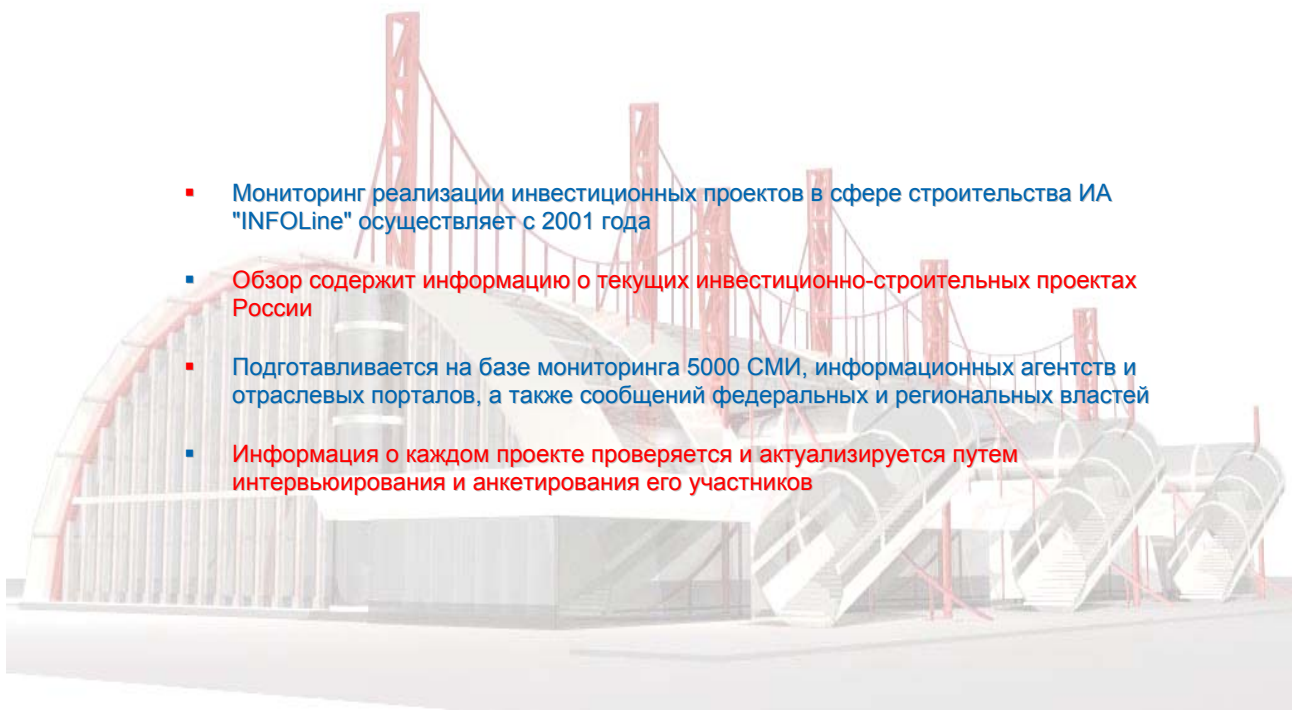 Мониторинг реализации инвестиционных проектов в сфере строительства ИА
"INFOLine" осуществляет с 2001 года
Обзор содержит информацию о текущих инвестиционно-строительных проектах
России
Подготавливается на базе мониторинга 5000 СМИ, информационных агентств и
отраслевых порталов, а также сообщений федеральных и региональных властей
Информация о каждом проекте проверяется и актуализируется путем
интервьюирования и анкетирования его участников